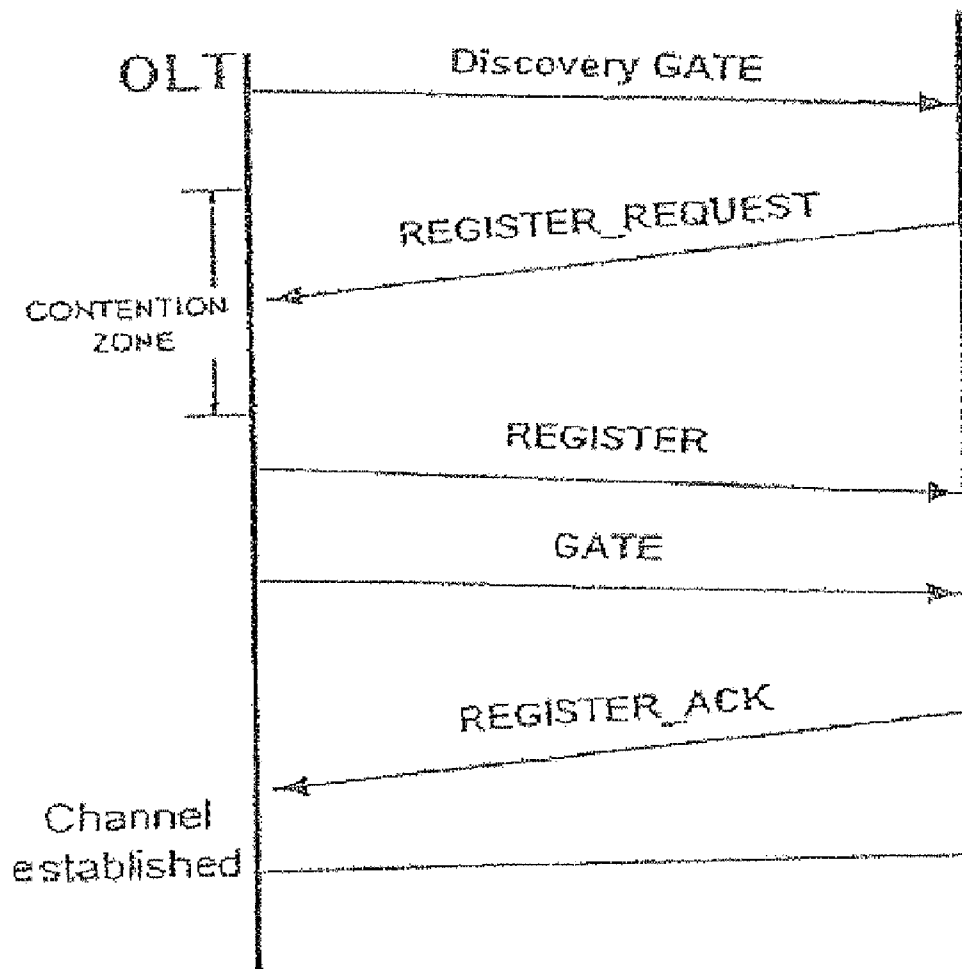 OLT
Discovery GATE
REGISTER_REQUEST
CONTENTION
ZONE
REGISTER
GATE
REGISTER_ACK
Channel
established